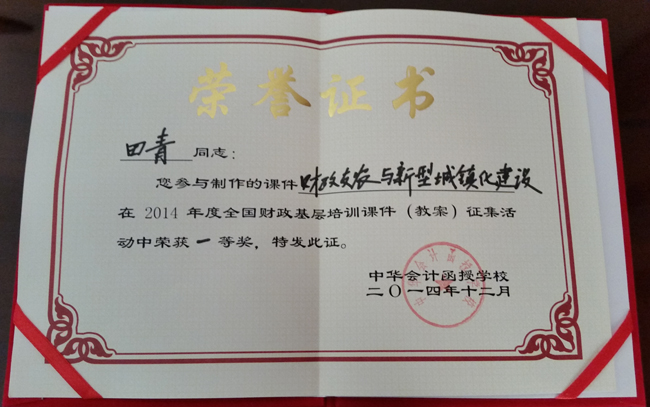 荣誉证书
田青 同志：
您参与制作的课件财政支农与新型城镇化建设
在 2014 年度全国财政基层培训课件（教案）征集活
动中荣获 一 等奖，特发此证。
中华会计函授学校
二〇一四年十二月